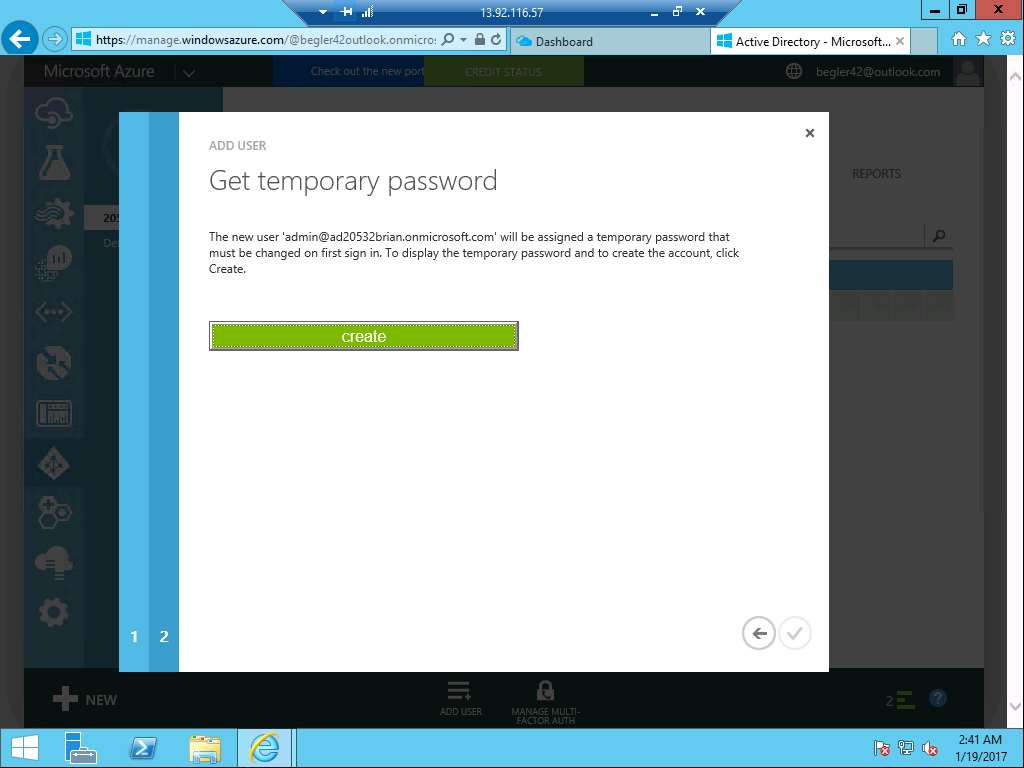 13.92.116.57
https://manage.windowsazure.com/@begler42outlook.onmicros
Dashboard
Active Directory - Microsoft...
Microsoft Azure
Check out the new port
CREDIT STATUS
begler42@outlook.com
ADD USER
Get temporary password
REPORTS
The new user 'admin@ad20532brian.onmicrosoft.com' will be assigned a temporary password that
must be changed on first sign in. To display the temporary password and to create the account, click
Create.
create
1 2
NEW
ADD USER
MANAGE MULTI-
FACTOR AUTH
2
2:41 AM
1/19/2017